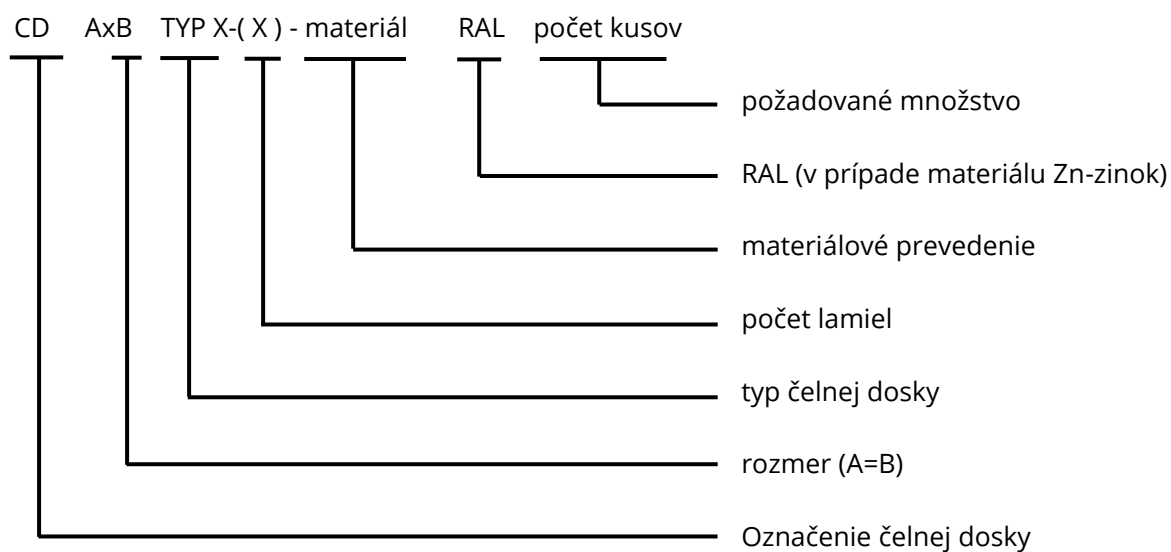 CD AxB TYP X-( X ) - materiál RAL počet kusov
požadované množstvo
RAL (v prípade materiálu Zn-zinok)
materiálové prevedenie
počet lamiel
typ čelnej dosky
rozmer (A=B)
Označenie čelnej dosky